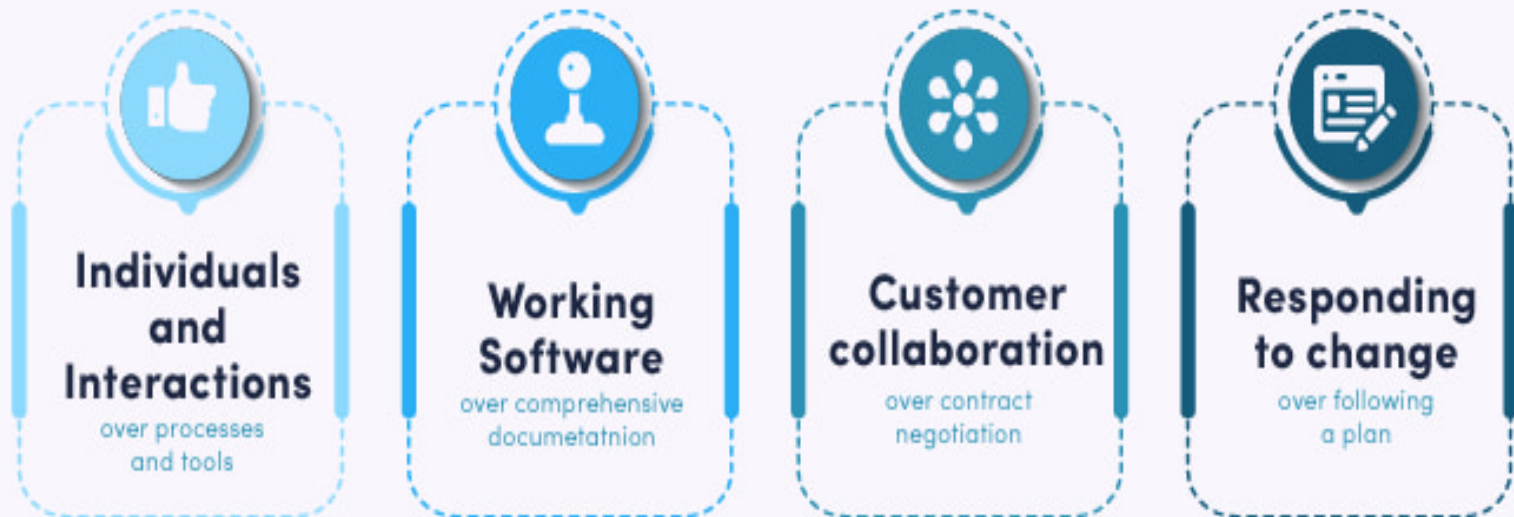 Individuals
and
Interactions
over processes
and tools
Working
Software
over comprehensive
documetatnion
Customer
collaboration
over contract
negotiation
Responding
to change
over following
a plan